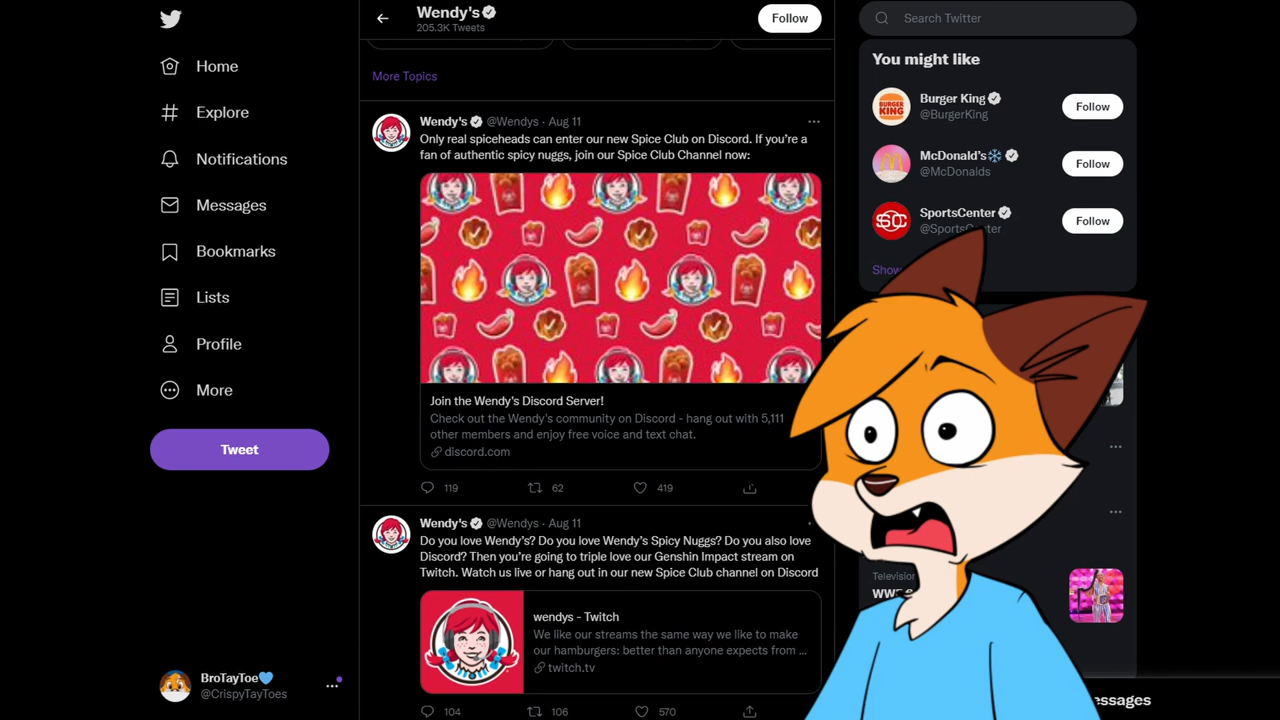 Home
Explore
Notifications
Messages
Bookmarks
Lists
Profile
More
Tweet
BroTayToe💙
@CrispyTayToes
Wendy's
205.3K Tweets
Follow
More Topics
Wendy's @Wendys · Aug 11
Only real spiceheads can enter our new Spice Club on Discord. If you're a
fan of authentic spicy nuggs, join our Spice Club Channel now:
Join the Wendy's Discord Server!
Check out the Wendy's community on Discord - hang out with 5,111
other members and enjoy free voice and text chat.
discord.com
119 62 419
Wendy's @Wendys · Aug 11
Do you love Wendy's? Do you love Wendy's Spicy Nuggs? Do you also love
Discord? Then you're going to triple love our Genshin Impact stream on
Twitch. Watch us live or hang out in our new Spice Club channel on Discord
wendys - Twitch
We like our streams the same way we like to make
our hamburgers: better than anyone expects from ...
twitch.tv
104 106 570
Search Twitter
You might like
Burger King
@BurgerKing
Follow
BURGER
KING
McDonald's❄️
@McDonalds
Follow
SportsCenter
@SportsCenter
Follow
SC
Show
Television